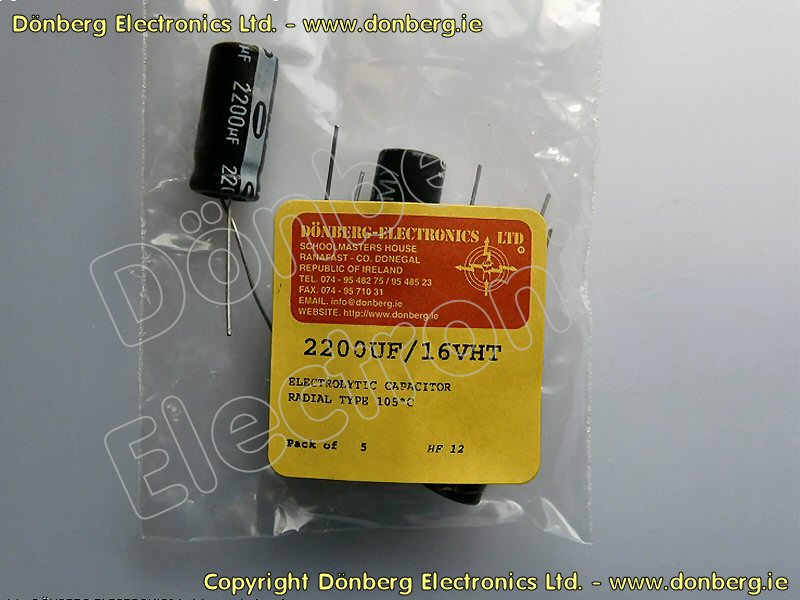 Dönberg Electronics Ltd. - www.donberg.ie
µF
2200µF
220
DÖNBERG-ELECTRONICS LTD
®
SCHOOLMASTERS HOUSE
RANAFAST - CO. DONEGAL
REPUBLIC OF IRELAND
TEL. 074 - 95 482 75 / 95 485 23
FAX. 074 - 95 710 31
EMAIL. info@donberg.ie
WEBSITE. http://www.donberg.ie
2200UF/16VHT
ELECTROLYTIC CAPACITOR
RADIAL TYPE 105°C
Pack of 5 HF 12
Dönberg
Electronics
Copyright Dönberg Electronics Ltd. - www.donberg.ie